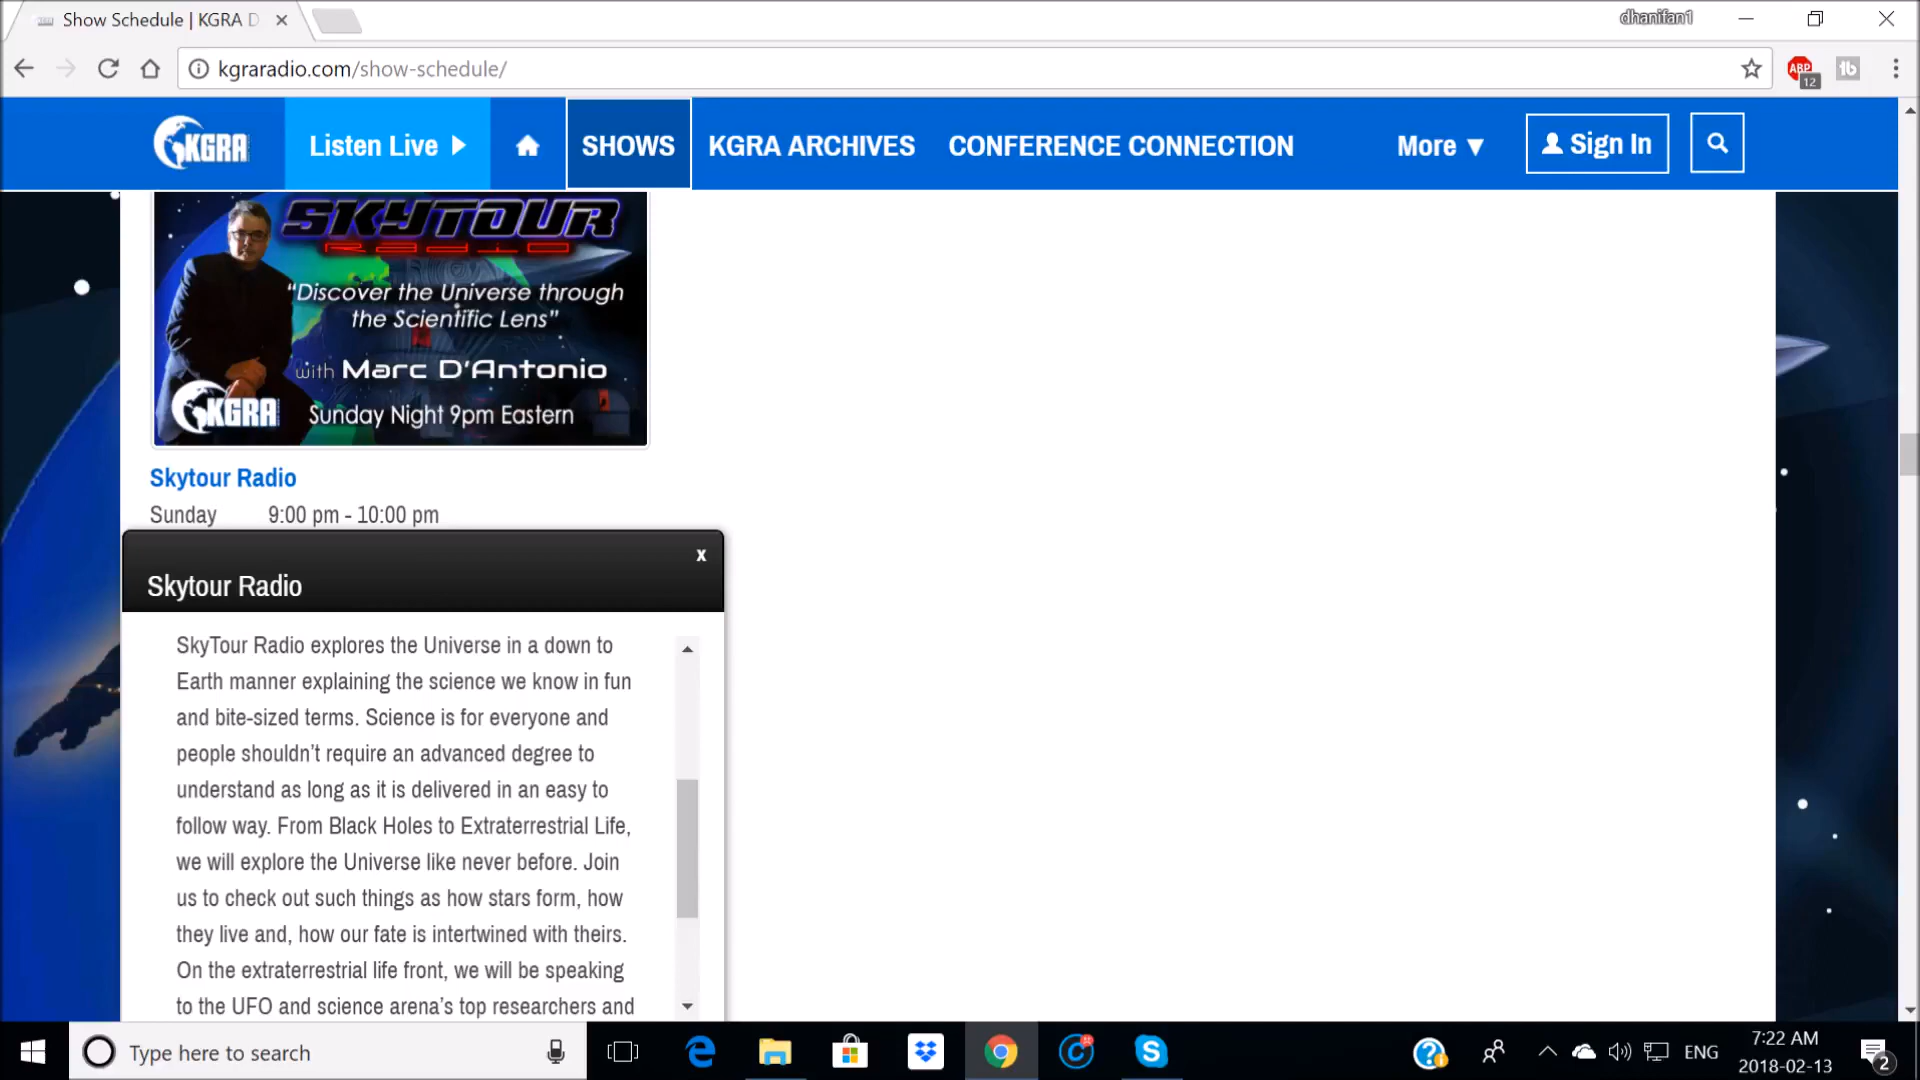 Show Schedule | KGRA D
dhanifan1
kgraradio.com/show-schedule/
ABP
12
KGRA
Listen Live
SHOWS
KGRA ARCHIVES
CONFERENCE CONNECTION
More ▼
Sign In
SKYTOUR
RADIO
"Discover the Universe through
the Scientific Lens"
with Marc D'Antonio
KGRA
Sunday Night 9pm Eastern
Skytour Radio
Sunday 9:00 pm - 10:00 pm
x
Skytour Radio
SkyTour Radio explores the Universe in a down to
Earth manner explaining the science we know in fun
and bite-sized terms. Science is for everyone and
people shouldn't require an advanced degree to
understand as long as it is delivered in an easy to
follow way. From Black Holes to Extraterrestrial Life,
we will explore the Universe like never before. Join
us to check out such things as how stars form, how
they live and, how our fate is intertwined with theirs.
On the extraterrestrial life front, we will be speaking
to the UFO and science arena's top researchers and
Type here to search
ENG
7:22 AM
2018-02-13
2